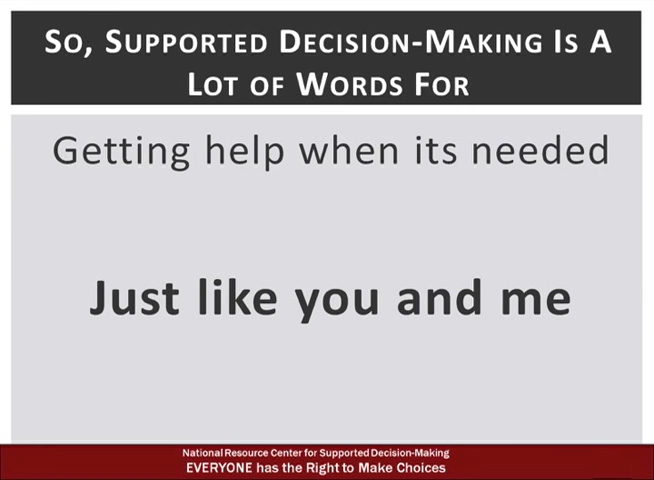 So, Supported Decision-Making Is A
Lot of Words For
Getting help when its needed
Just like you and me
National Resource Center for Supported Decision-Making
EVERYONE has the Right to Make Choices